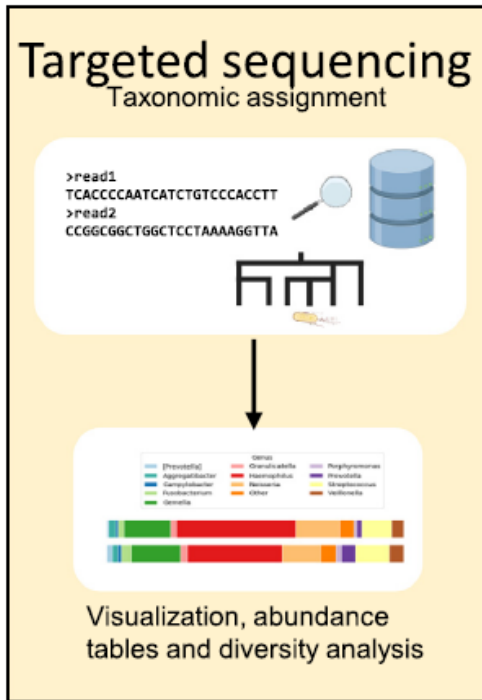 Targeted sequencing
Taxonomic assignment
>read1
TCACCCCAATCATCTGTCCCACCTT
>read2
CCGGCGGCTGGCTCCTAAAAGGTTA
Genus
[Prevotella]
Aggregatibacter
Campylobacter
Fusobacterium
Gemella
Granulicatella
Haemophilus
Neisseria
Other
Porphyromonas
Prevotella
Streptococcus
Veillonella
Visualization, abundance
tables and diversity analysis